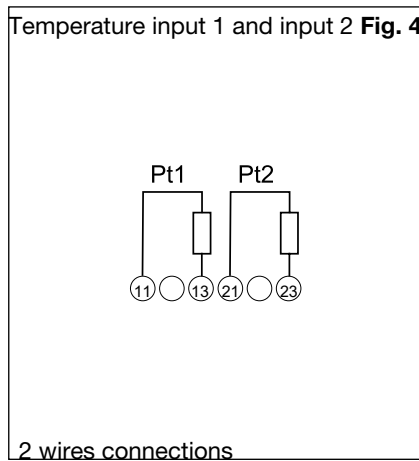 Temperature input 1 and input 2 Fig. 4
Pt1 Pt2
11 13 21 23
2 wires connections